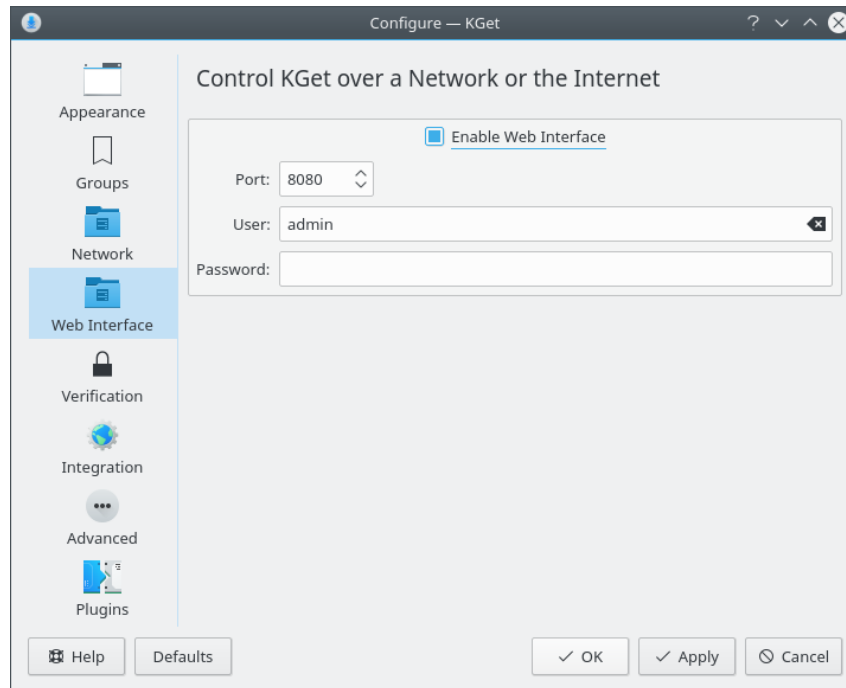 Configure — KGet
Control KGet over a Network or the Internet
Appearance
Groups
Network
Web Interface
Verification
Integration
Advanced
Plugins
Enable Web Interface
Port: 8080
User: admin
Password:
Help
Defaults
OK
Apply
Cancel